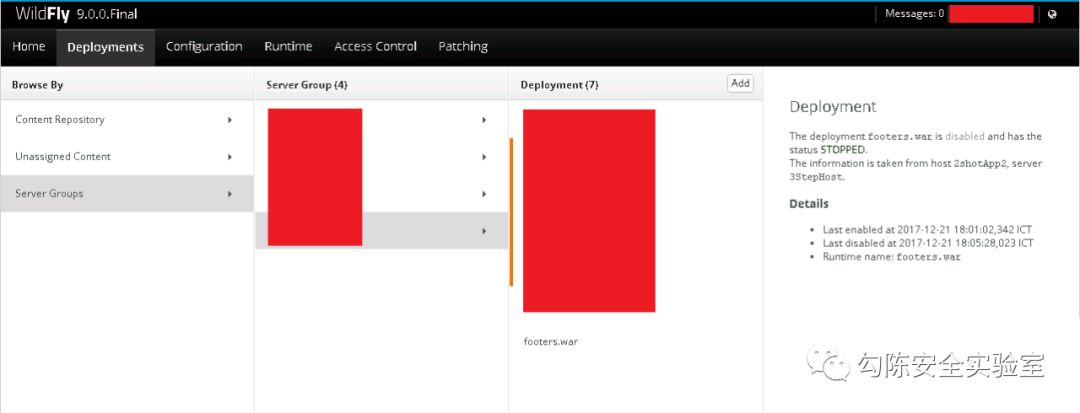 WildFly 9.0.0.Final
Messages: 0
Home Deployments Configuration Runtime Access Control Patching
Browse By
Content Repository
Unassigned Content
Server Groups
Server Group (4)
Deployment (7)
Add
footers.war
Deployment
The deployment footers.war is disabled and has the
status STOPPED.
The information is taken from host 2shotApp2, server
3StepHost.
Details
Last enabled at 2017-12-21 18:01:02,342 ICT
Last disabled at 2017-12-21 18:05:28,023 ICT
Runtime name: footers.war
勾陈安全实验室